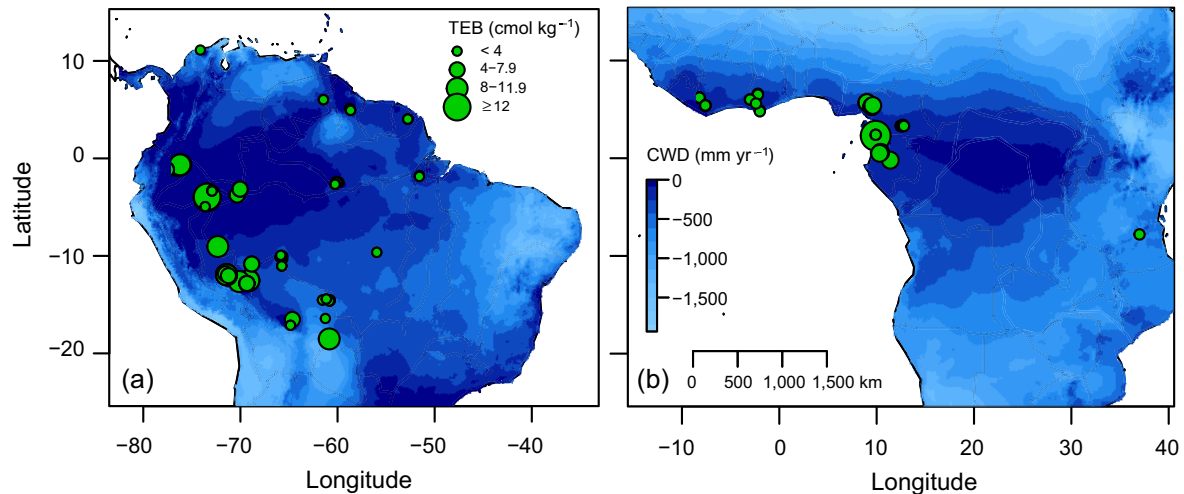 TEB (cmol kg⁻¹)
< 4
4−7.9
8−11.9
≥ 12
10
0
−10
−20
Latitude
(a)
−80
−70
−60
−50
−40
Longitude
CWD (mm yr⁻¹)
0
−500
−1,000
−1,500
0 500 1,000 1,500 km
(b)
−10
0
10
20
30
40
Longitude